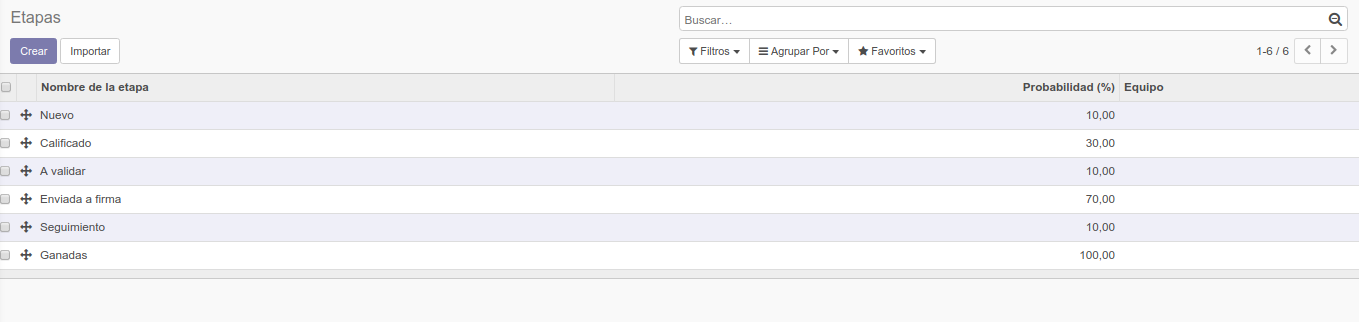 Etapas
Buscar...
Crear Importar
Filtros Agrupar Por Favoritos 1-6 / 6
Nombre de la etapa Probabilidad (%) Equipo
Nuevo 10,00
Calificado 30,00
A validar 10,00
Enviada a firma 70,00
Seguimiento 10,00
Ganadas 100,00